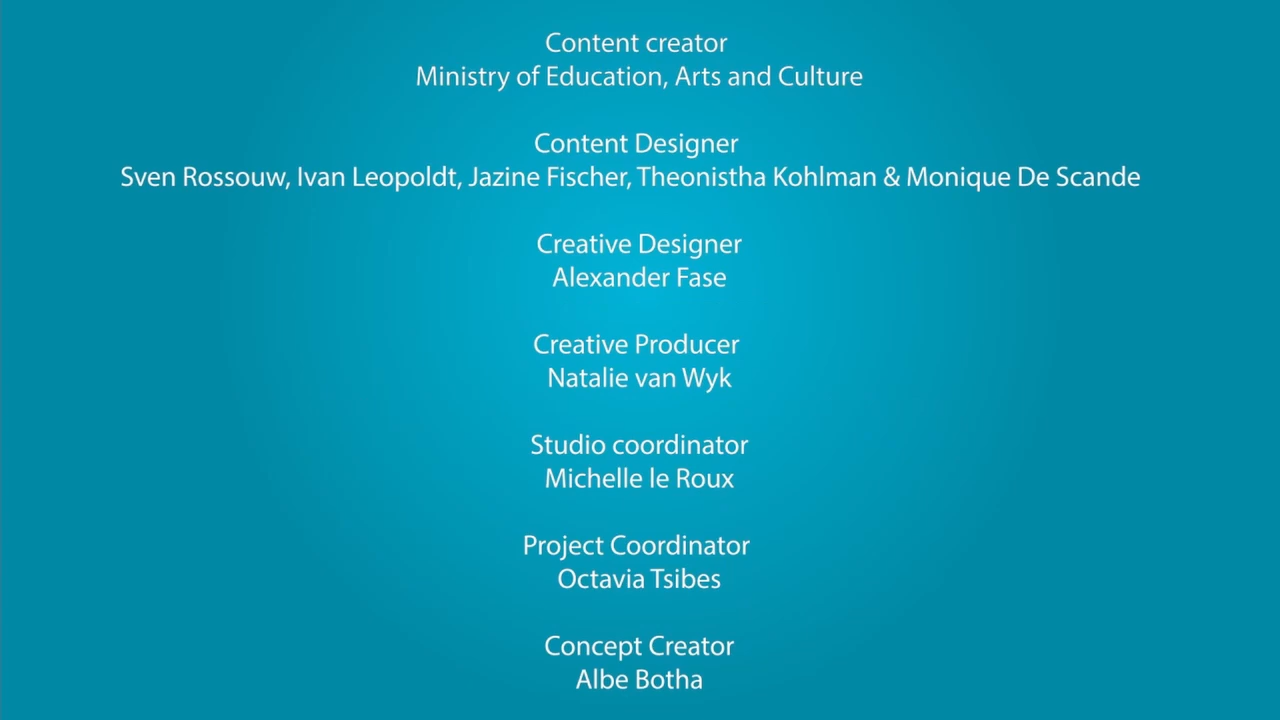 Content creator
Ministry of Education, Arts and Culture
Content Designer
Sven Rossouw, Ivan Leopoldt, Jazine Fischer, Theonistha Kohlman & Monique De Scande
Creative Designer
Alexander Fase
Creative Producer
Natalie van Wyk
Studio coordinator
Michelle le Roux
Project Coordinator
Octavia Tsibes
Concept Creator
Albe Botha